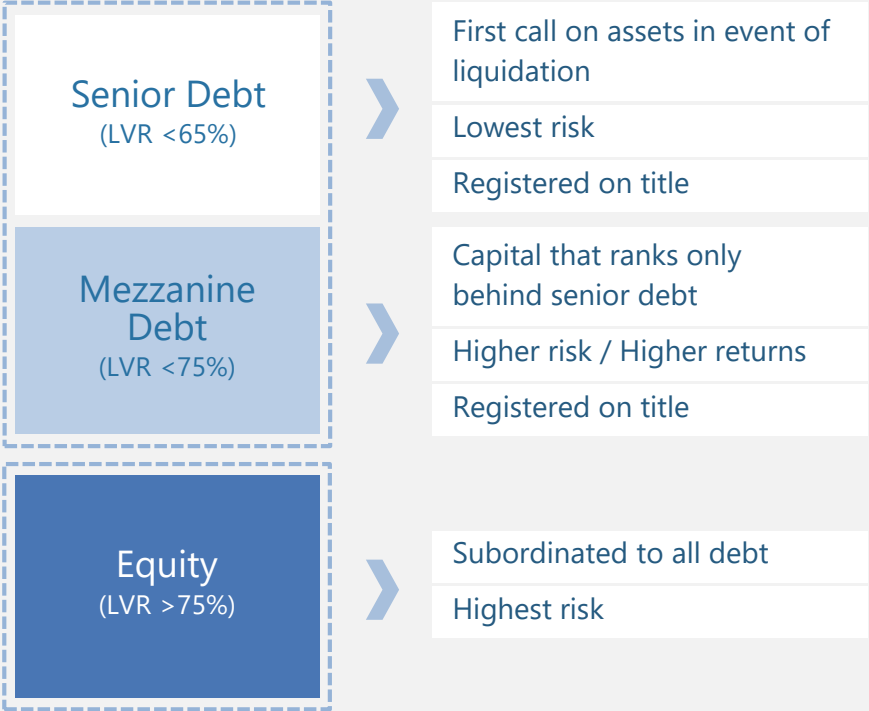 Senior Debt
(LVR <65%)
First call on assets in event of
liquidation
Lowest risk
Registered on title
Mezzanine
Debt
(LVR <75%)
Capital that ranks only
behind senior debt
Higher risk / Higher returns
Registered on title
Equity
(LVR >75%)
Subordinated to all debt
Highest risk